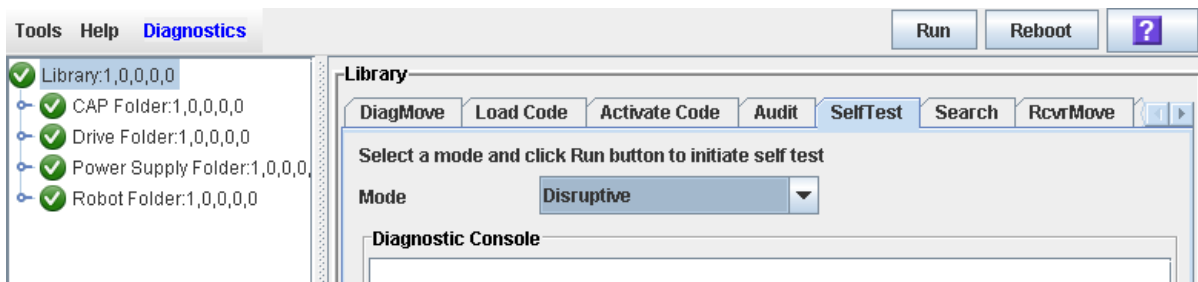 Tools Help Diagnostics
Run Reboot ?
Library:1,0,0,0,0
CAP Folder:1,0,0,0,0
Drive Folder:1,0,0,0,0
Power Supply Folder:1,0,0,0,
Robot Folder:1,0,0,0,0
Library
DiagMove Load Code Activate Code Audit SelfTest Search RcvrMove
Select a mode and click Run button to initiate self test
Mode Disruptive
Diagnostic Console